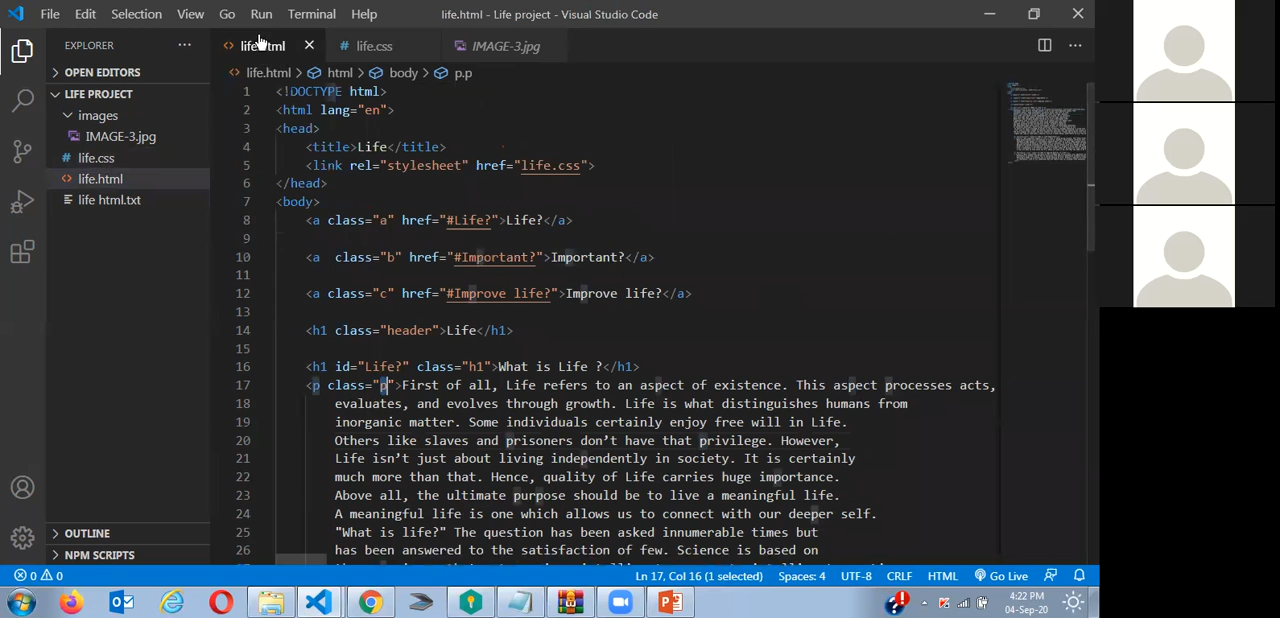 File Edit Selection View Go Run Terminal Help life.html - Life project - Visual Studio Code
EXPLORER
OPEN EDITORS
LIFE PROJECT
images
IMAGE-3.jpg
life.css
life.html
life html.txt
OUTLINE
NPM SCRIPTS
life.html life.css IMAGE-3.jpg
life.html > html > body > p.p
1 <!DOCTYPE html>
2 <html lang="en">
3 <head>
4 <title>Life</title>
5 <link rel="stylesheet" href="life.css">
6 </head>
7 <body>
8 <a class="a" href="#Life?">Life?</a>
9
10 <a  class="b" href="#Important?">Important?</a>
11
12 <a class="c" href="#Improve life?">Improve life?</a>
13
14 <h1 class="header">Life</h1>
15
16 <h1 id="Life?" class="h1">What is Life ?</h1>
17 <p class="p">First of all, Life refers to an aspect of existence. This aspect processes acts,
18 evaluates, and evolves through growth. Life is what distinguishes humans from
19 inorganic matter. Some individuals certainly enjoy free will in Life.
20 Others like slaves and prisoners don’t have that privilege. However,
21 Life isn’t just about living independently in society. It is certainly
22 much more than that. Hence, quality of Life carries huge importance.
23 Above all, the ultimate purpose should be to live a meaningful life.
24 A meaningful life is one which allows us to connect with our deeper self.
25 "What is life?" The question has been asked innumerable times but
26 has been answered to the satisfaction of few. Science is based on
0 0 Ln 17, Col 16 (1 selected) Spaces: 4 UTF-8 CRLF HTML Go Live
4:22 PM
04-Sep-20